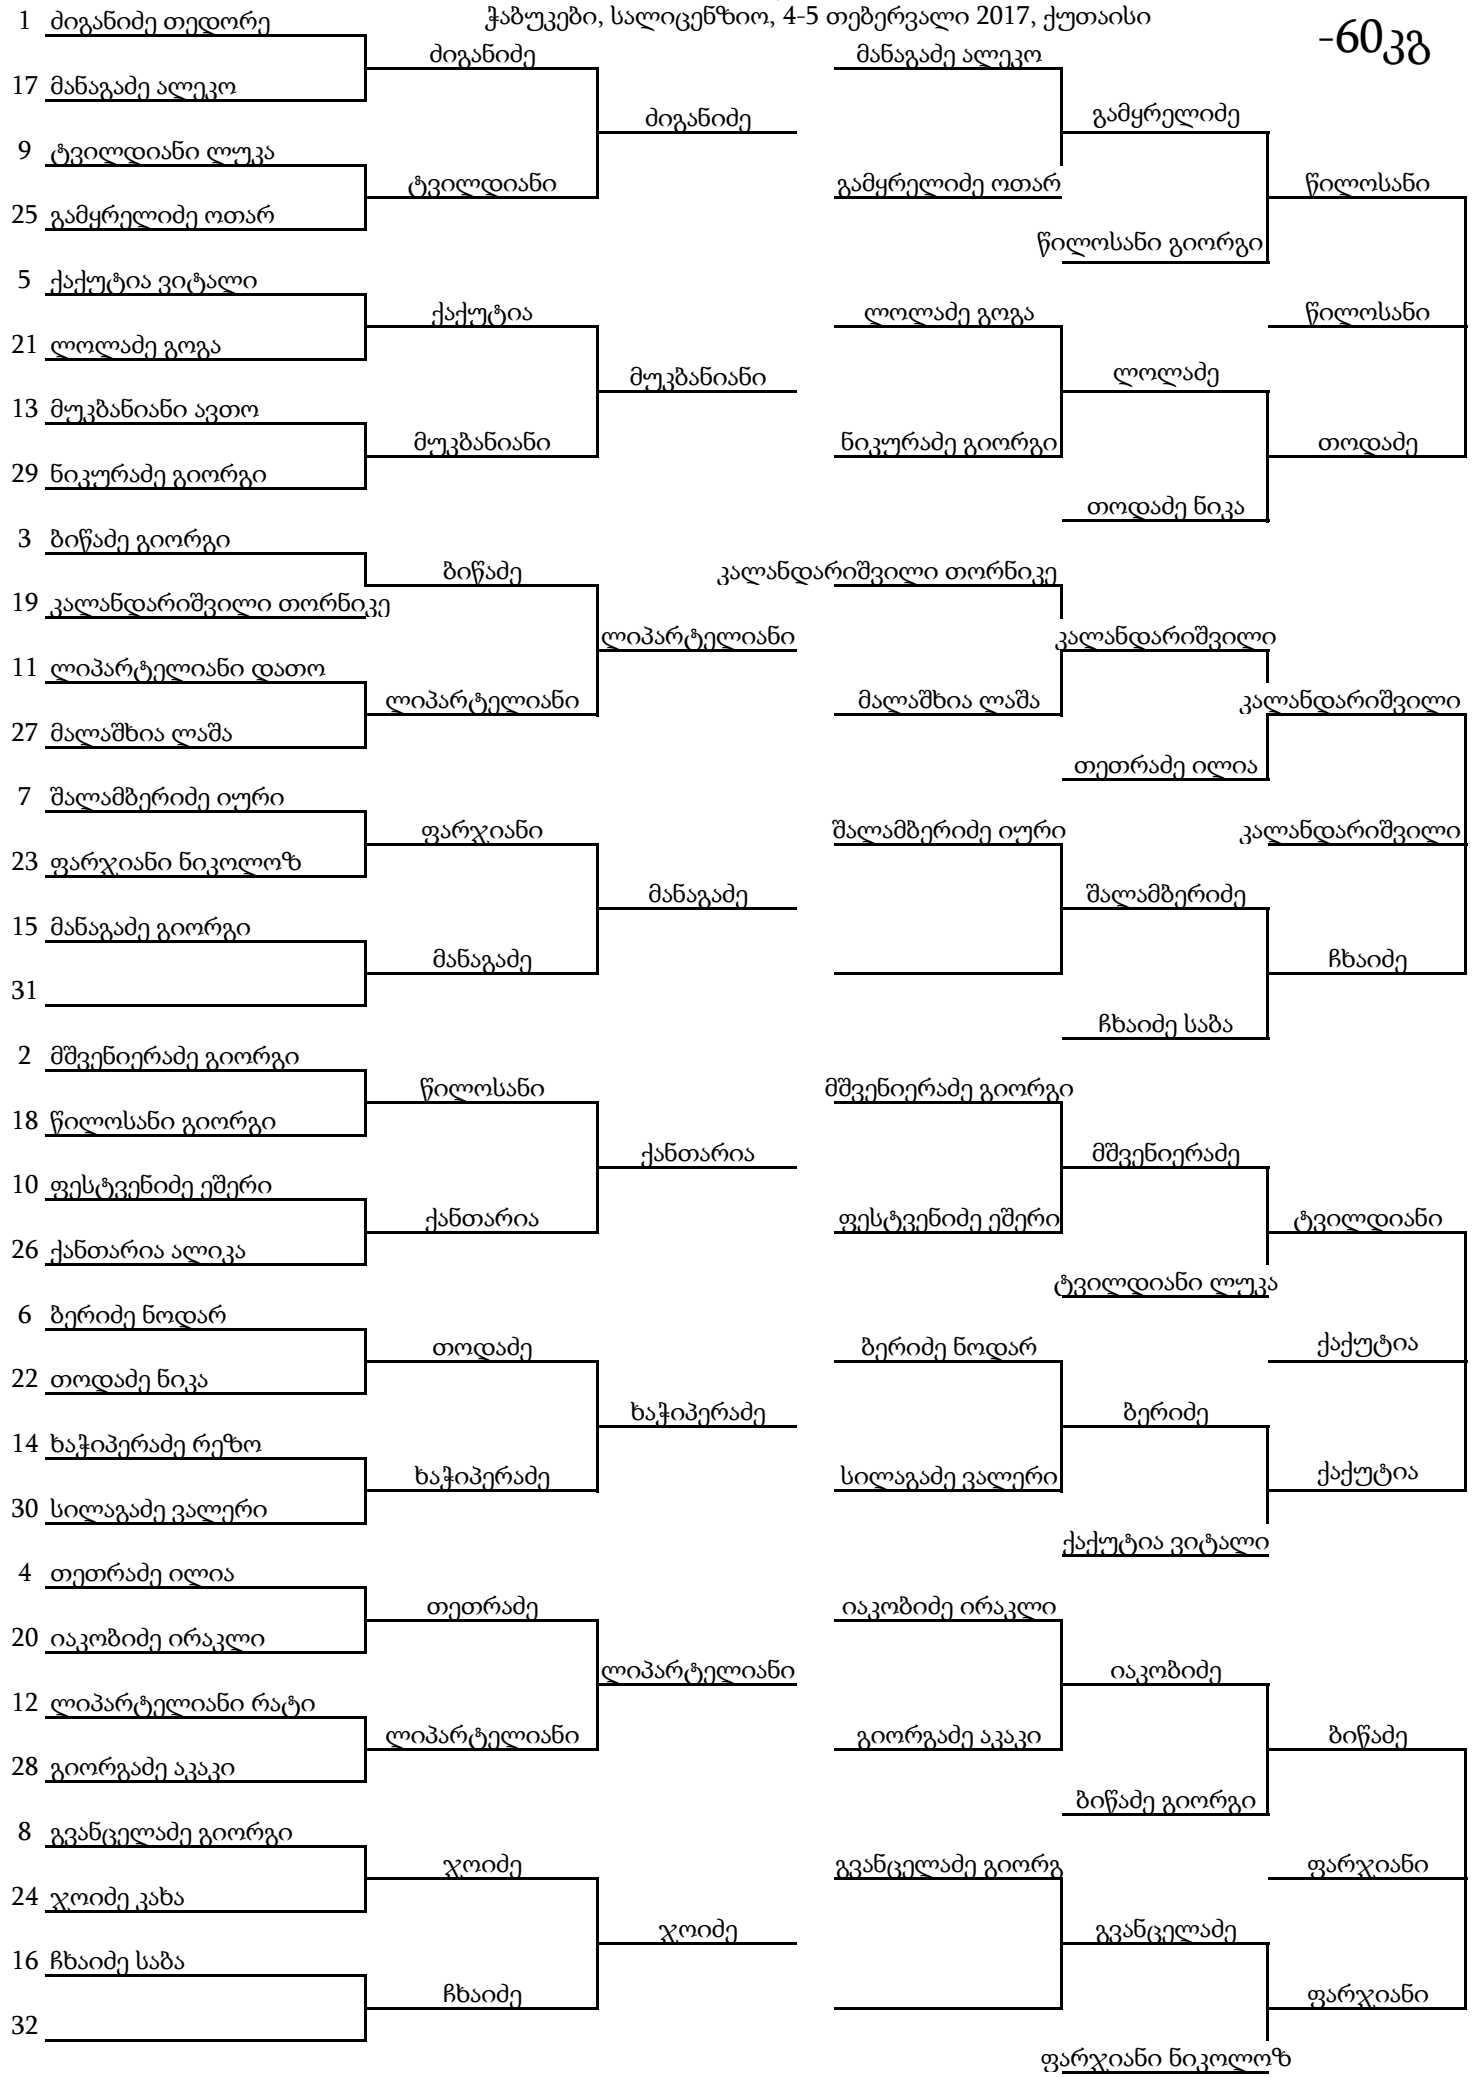 ჭაბუკები, სალიცენზიო, 4-5 თებერვალი 2017, ქუთაისი
-60კგ
1 ძიგანიძე თედორე
17 მანაგაძე ალეკო
9 ტვილდიანი ლუკა
25 გამყრელიძე ოთარ
5 ქაქუტია ვიტალი
21 ლოლაძე გოგა
13 მუკბანიანი ავთო
29 ნიკურაძე გიორგი
3 ბიწაძე გიორგი
19 კალანდარიშვილი თორნიკე
11 ლიპარტელიანი დათო
27 მალაშხია ლაშა
7 შალამბერიძე იური
23 ფარჯიანი ნიკოლოზ
15 მანაგაძე გიორგი
31
2 მშვენიერაძე გიორგი
18 წილოსანი გიორგი
10 ფესტვენიძე ეშერი
26 ქანთარია ალიკა
6 ბერიძე ნოდარ
22 თოდაძე ნიკა
14 ხაჭიპერაძე რეზო
30 სილაგაძე ვალერი
4 თეთრაძე ილია
20 იაკობიძე ირაკლი
12 ლიპარტელიანი რატი
28 გიორგაძე აკაკი
8 გვანცელაძე გიორგი
24 ჯოიძე კახა
16 ჩხაიძე საბა
32
ძიგანიძე
ტვილდიანი
ქაქუტია
მუკბანიანი
ბიწაძე
ლიპარტელიანი
ფარჯიანი
მანაგაძე
წილოსანი
ქანთარია
თოდაძე
ხაჭიპერაძე
თეთრაძე
ლიპარტელიანი
ჯოიძე
ჩხაიძე
ძიგანიძე
მუკბანიანი
ლიპარტელიანი
მანაგაძე
ქანთარია
ხაჭიპერაძე
ლიპარტელიანი
ჯოიძე
მანაგაძე ალეკო
გამყრელიძე ოთარ
ლოლაძე გოგა
ნიკურაძე გიორგი
კალანდარიშვილი თორნიკე
მალაშხია ლაშა
შალამბერიძე იური
მშვენიერაძე გიორგი
ფესტვენიძე ეშერი
ბერიძე ნოდარ
სილაგაძე ვალერი
იაკობიძე ირაკლი
გიორგაძე აკაკი
გვანცელაძე გიორგ
გამყრელიძე
წილოსანი გიორგი
ლოლაძე
თოდაძე ნიკა
კალანდარიშვილი
თეთრაძე ილია
შალამბერიძე
ჩხაიძე საბა
მშვენიერაძე
ტვილდიანი ლუკა
ბერიძე
ქაქუტია ვიტალი
იაკობიძე
ბიწაძე გიორგი
გვანცელაძე
ფარჯიანი ნიკოლოზ
წილოსანი
წილოსანი
თოდაძე
კალანდარიშვილი
კალანდარიშვილი
ჩხაიძე
ტვილდიანი
ქაქუტია
ქაქუტია
ბიწაძე
ფარჯიანი
ფარჯიანი